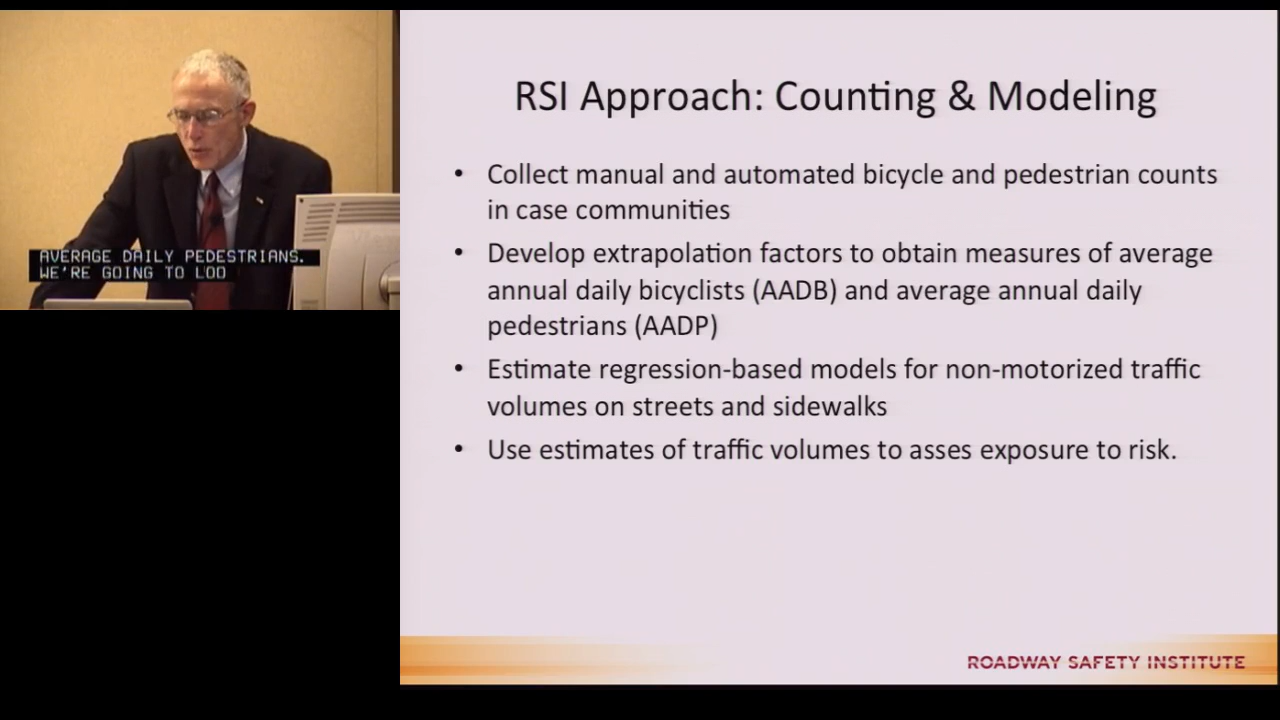 AVERAGE DAILY PEDESTRIANS.
WE'RE GOING TO LOO
RSI Approach: Counting & Modeling
• Collect manual and automated bicycle and pedestrian counts
in case communities
• Develop extrapolation factors to obtain measures of average
annual daily bicyclists (AADB) and average annual daily
pedestrians (AADP)
• Estimate regression-based models for non-motorized traffic
volumes on streets and sidewalks
• Use estimates of traffic volumes to asses exposure to risk.
ROADWAY SAFETY INSTITUTE